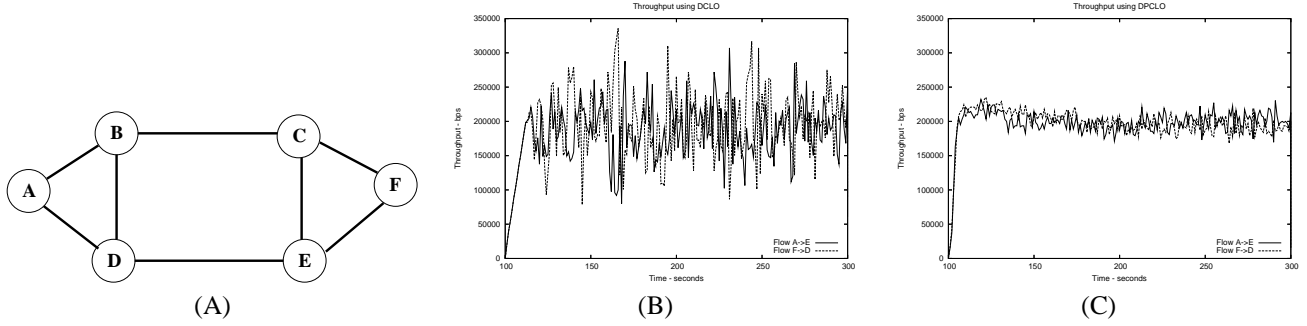 B
C
A
F
D
E
(A)
Throughput using DCLO
350000
300000
250000
200000
150000
100000
50000
0
Throughput - bps
100
150
200
250
300
Time - seconds
Flow A->E
Flow F->D
(B)
Throughput using DPCLO
350000
300000
250000
200000
150000
100000
50000
0
Throughput - bps
100
150
200
250
300
Time - seconds
Flow A->E
Flow F->D
(C)